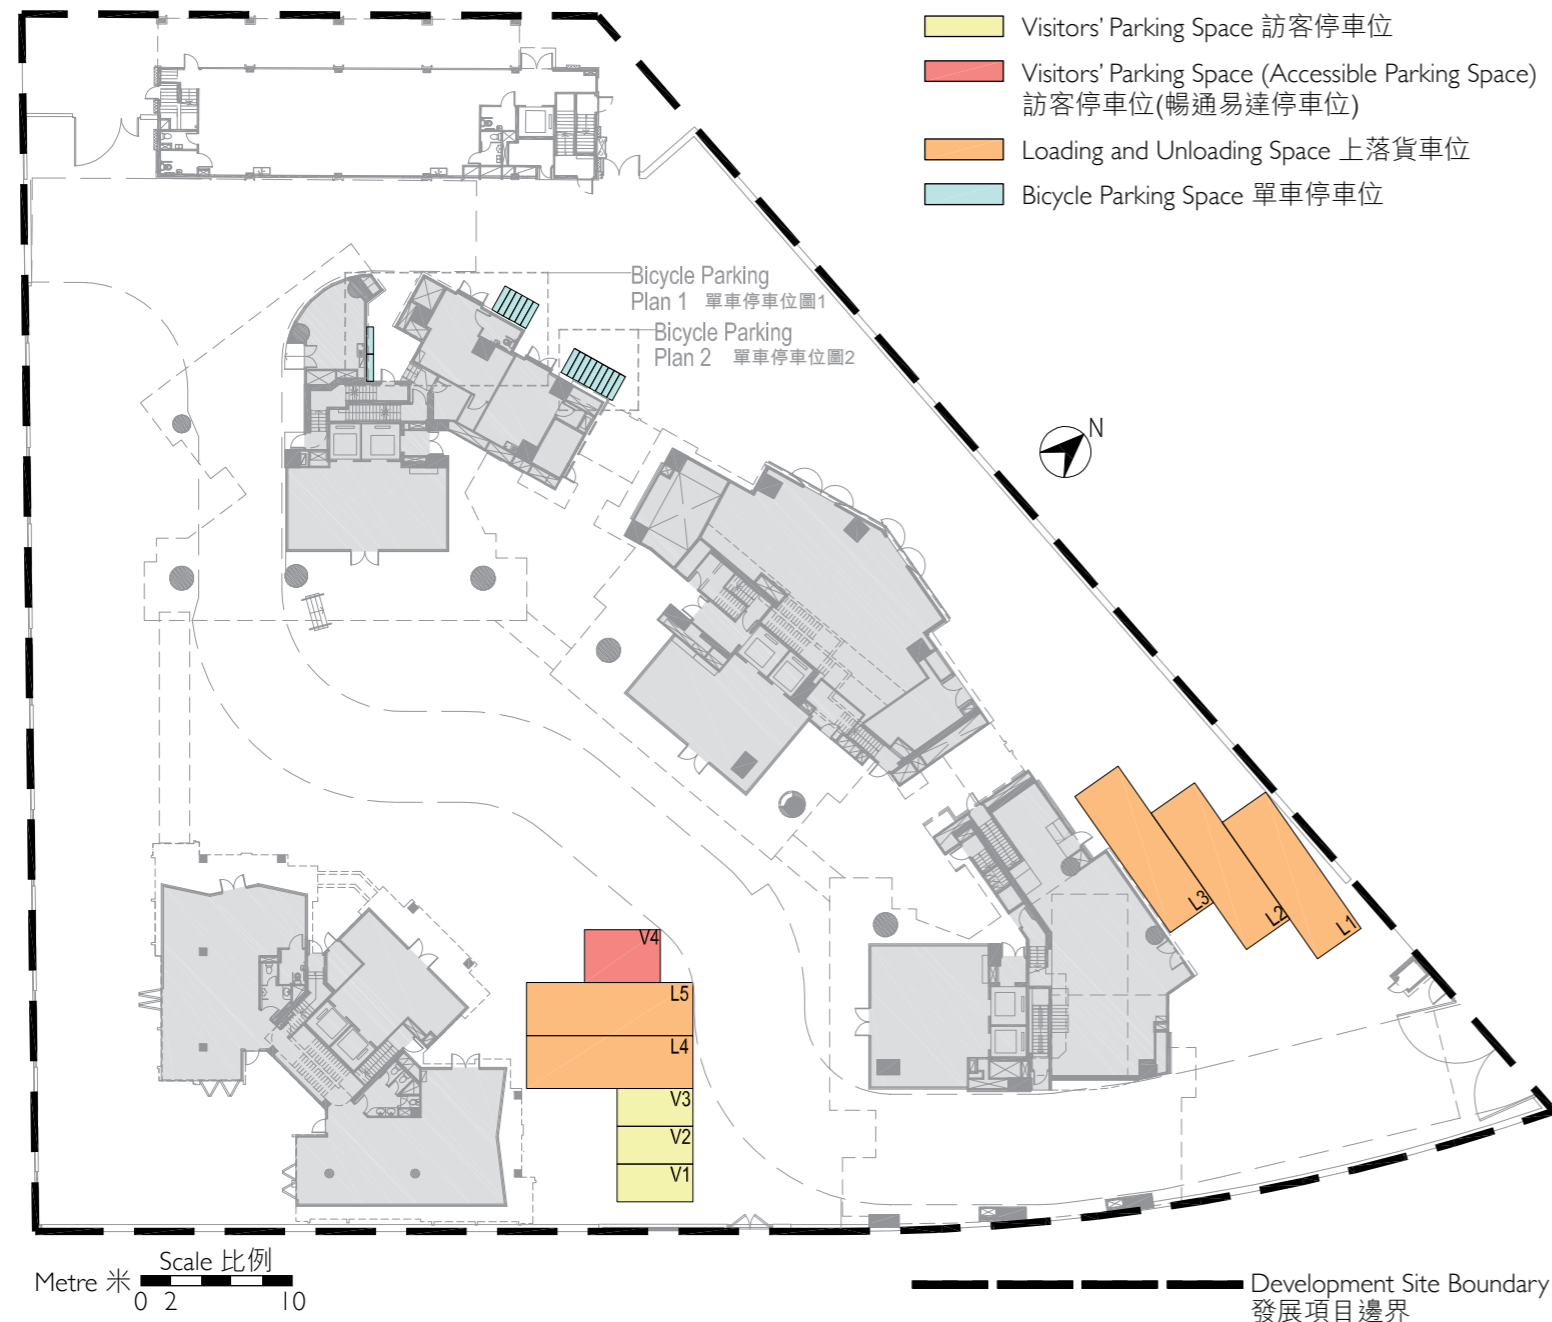 Visitors' Parking Space 訪客停車位
Visitors' Parking Space (Accessible Parking Space)
訪客停車位(暢通易達停車位)
Loading and Unloading Space 上落貨車位
Bicycle Parking Space 單車停車位
Bicycle Parking
Plan 1 單車停車位圖1
Bicycle Parking
Plan 2 單車停車位圖2
N
L3
L2
L1
V4
L5
L4
V3
V2
V1
Scale 比例
Metre 米
0 2 10
Development Site Boundary
發展項目邊界